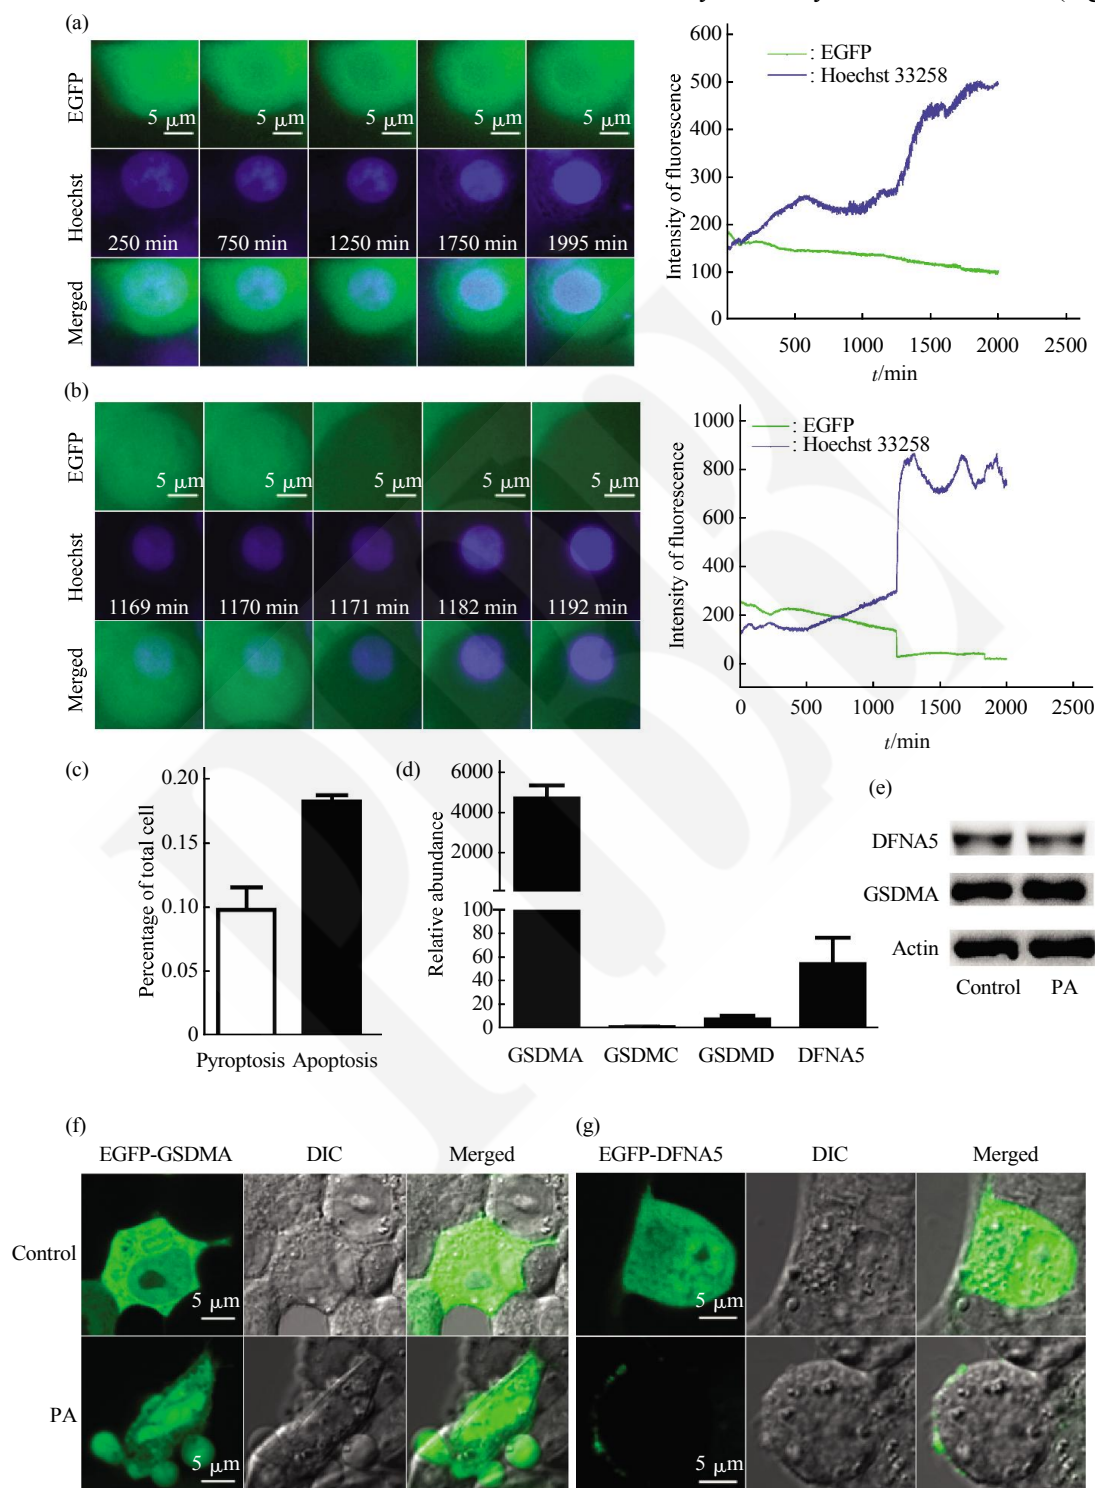 (a)
EGFP
5 μm 5 μm 5 μm 5 μm 5 μm
Hoechst
250 min 750 min 1250 min 1750 min 1995 min
Merged
Intensity of fluorescence
600
500
400
300
200
100
0
: EGFP
: Hoechst 33258
500 1000 1500 2000 2500
t/min
(b)
EGFP
5 μm 5 μm 5 μm 5 μm 5 μm
Hoechst
1169 min 1170 min 1171 min 1182 min 1192 min
Merged
Intensity of fluorescence
1000
800
600
400
200
0
: EGFP
: Hoechst 33258
0 500 1000 1500 2000 2500
t/min
(c)
Percentage of total cell
0.20
0.15
0.10
0.05
0
Pyroptosis Apoptosis
(d)
Relative abundance
6000
4000
2000
100
80
60
40
20
0
GSDMA GSDMC GSDMD DFNA5
(e)
DFNA5
GSDMA
Actin
Control PA
(f)
EGFP-GSDMA DIC Merged
Control
5 μm
PA
5 μm
(g)
EGFP-DFNA5 DIC Merged
5 μm
5 μm